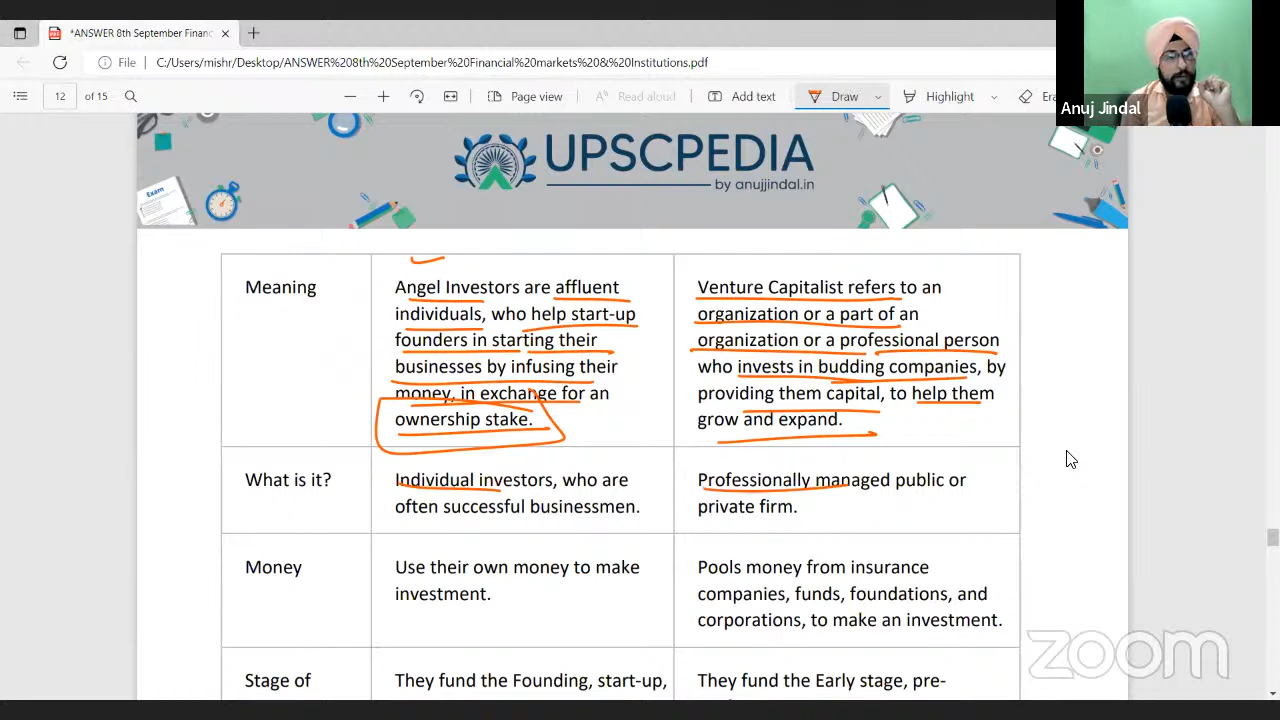 *ANSWER 8th September Financ
File C:/Users/mishr/Desktop/ANSWER%208th%20September%20Financial%20markets%20&%20Institutions.pdf
12 of 15 Page view Read aloud Add text Draw Highlight Era
Anuj Jindal
Exam
UPSCPEDIA
by anujjindal.in
Meaning
Angel Investors are affluent
individuals, who help start-up
founders in starting their
businesses by infusing their
money, in exchange for an
ownership stake.
Venture Capitalist refers to an
organization or a part of an
organization or a professional person
who invests in budding companies, by
providing them capital, to help them
grow and expand.
What is it?
Individual investors, who are
often successful businessmen.
Professionally managed public or
private firm.
Money
Use their own money to make
investment.
Pools money from insurance
companies, funds, foundations, and
corporations, to make an investment.
Stage of
They fund the Founding, start-up,
They fund the Early stage, pre-
zoom